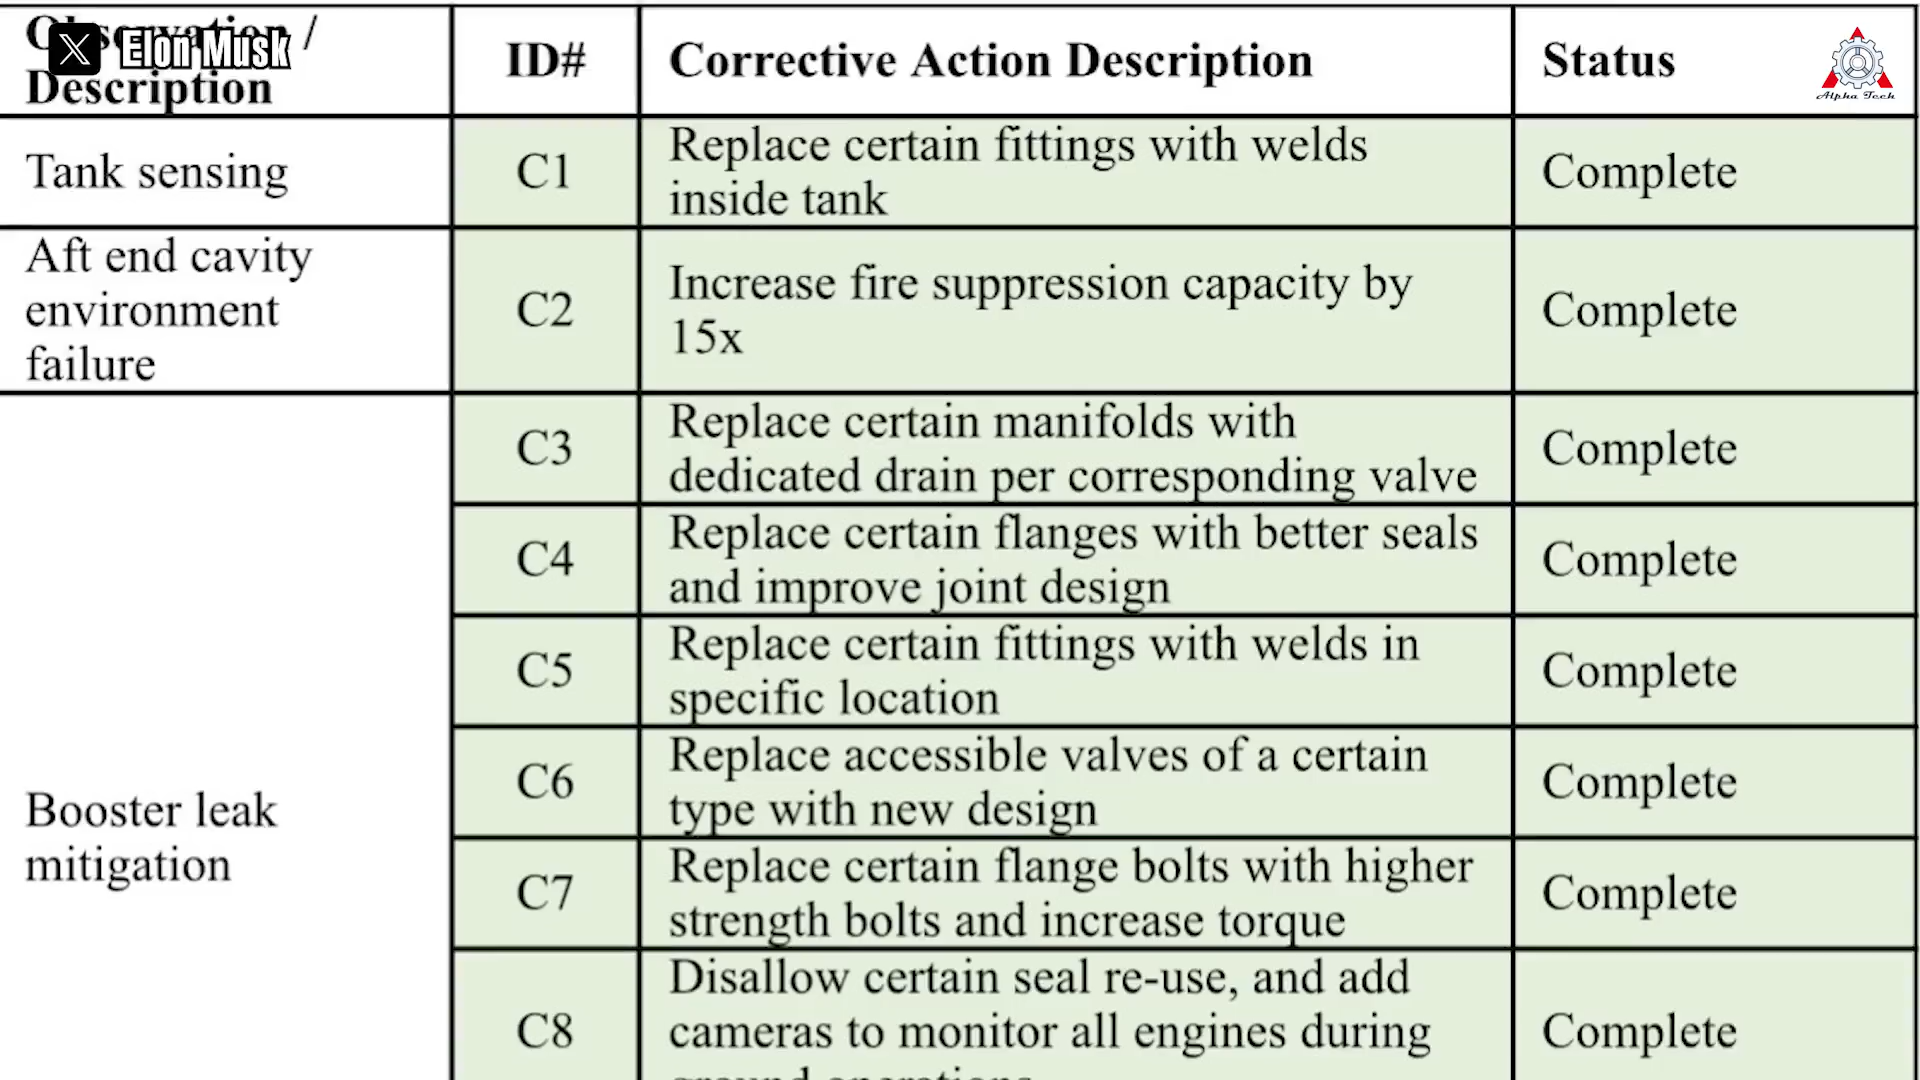 Observation /
Description
X Elon Musk
ID#
Corrective Action Description
Status
Alpha Tech
Tank sensing
C1
Replace certain fittings with welds
inside tank
Complete
Aft end cavity
environment
failure
C2
Increase fire suppression capacity by
15x
Complete
Booster leak
mitigation
C3
Replace certain manifolds with
dedicated drain per corresponding valve
Complete
C4
Replace certain flanges with better seals
and improve joint design
Complete
C5
Replace certain fittings with welds in
specific location
Complete
C6
Replace accessible valves of a certain
type with new design
Complete
C7
Replace certain flange bolts with higher
strength bolts and increase torque
Complete
C8
Disallow certain seal re-use, and add
cameras to monitor all engines during
ground operations
Complete